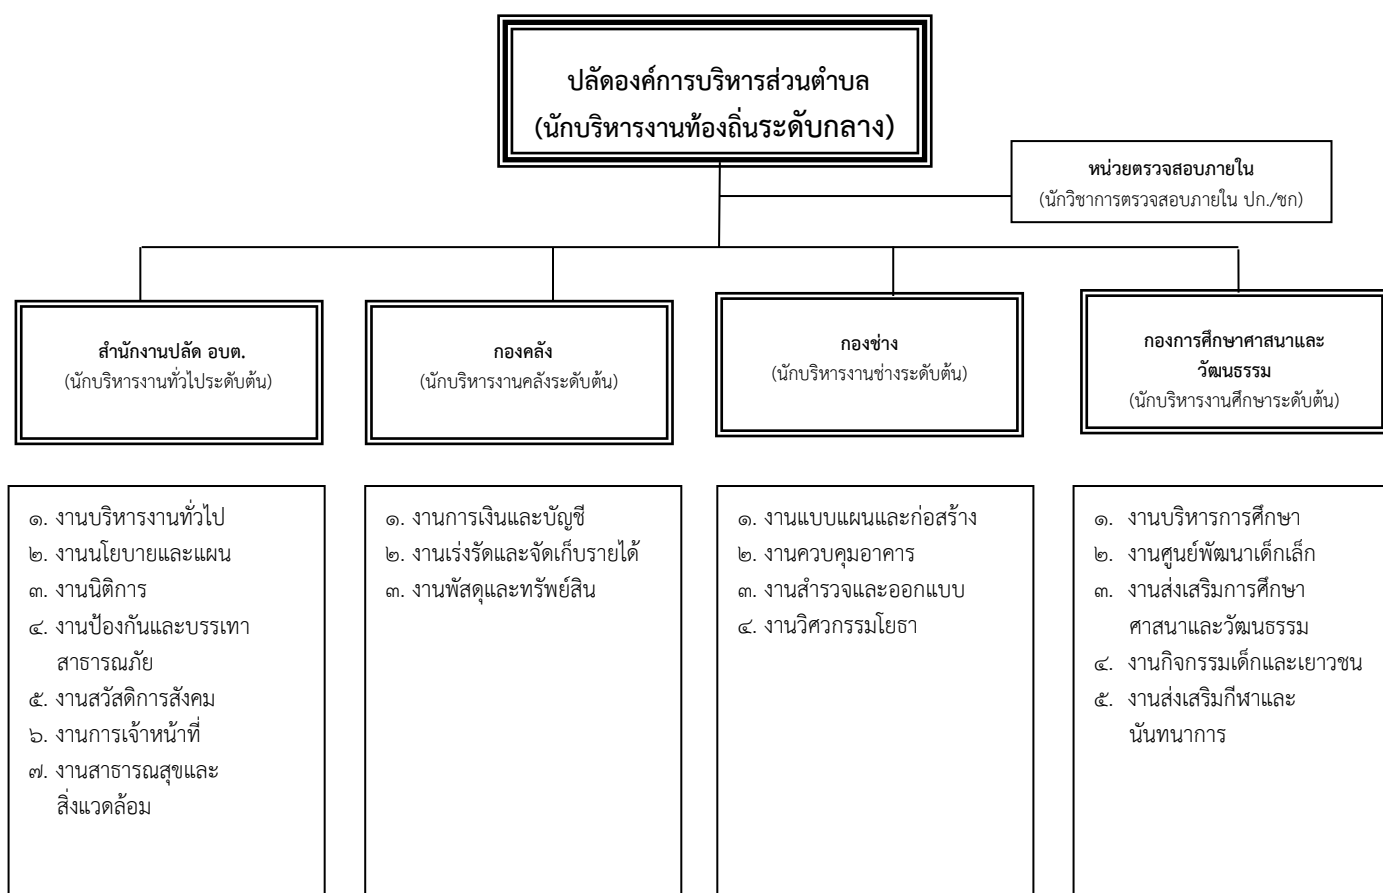 ปลัดองค์การบริหารส่วนตำบล
(นักบริหารงานท้องถิ่นระดับกลาง)
หน่วยตรวจสอบภายใน
(นักวิชาการตรวจสอบภายใน ปก./ชก)
สำนักงานปลัด อบต.
(นักบริหารงานทั่วไประดับต้น)
กองคลัง
(นักบริหารงานคลังระดับต้น)
กองช่าง
(นักบริหารงานช่างระดับต้น)
กองการศึกษาศาสนาและ
วัฒนธรรม
(นักบริหารงานศึกษาระดับต้น)
๑. งานบริหารงานทั่วไป
๒. งานนโยบายและแผน
๓. งานนิติการ
๔. งานป้องกันและบรรเทา
สาธารณภัย
๕. งานสวัสดิการสังคม
๖. งานการเจ้าหน้าที่
๗. งานสาธารณสุขและ
สิ่งแวดล้อม
๑. งานการเงินและบัญชี
๒. งานเร่งรัดและจัดเก็บรายได้
๓. งานพัสดุและทรัพย์สิน
๑. งานแบบแผนและก่อสร้าง
๒. งานควบคุมอาคาร
๓. งานสำรวจและออกแบบ
๔. งานวิศวกรรมโยธา
๑. งานบริหารการศึกษา
๒. งานศูนย์พัฒนาเด็กเล็ก
๓. งานส่งเสริมการศึกษา
ศาสนาและวัฒนธรรม
๔. งานกิจกรรมเด็กและเยาวชน
๕. งานส่งเสริมกีฬาและ
นันทนาการ